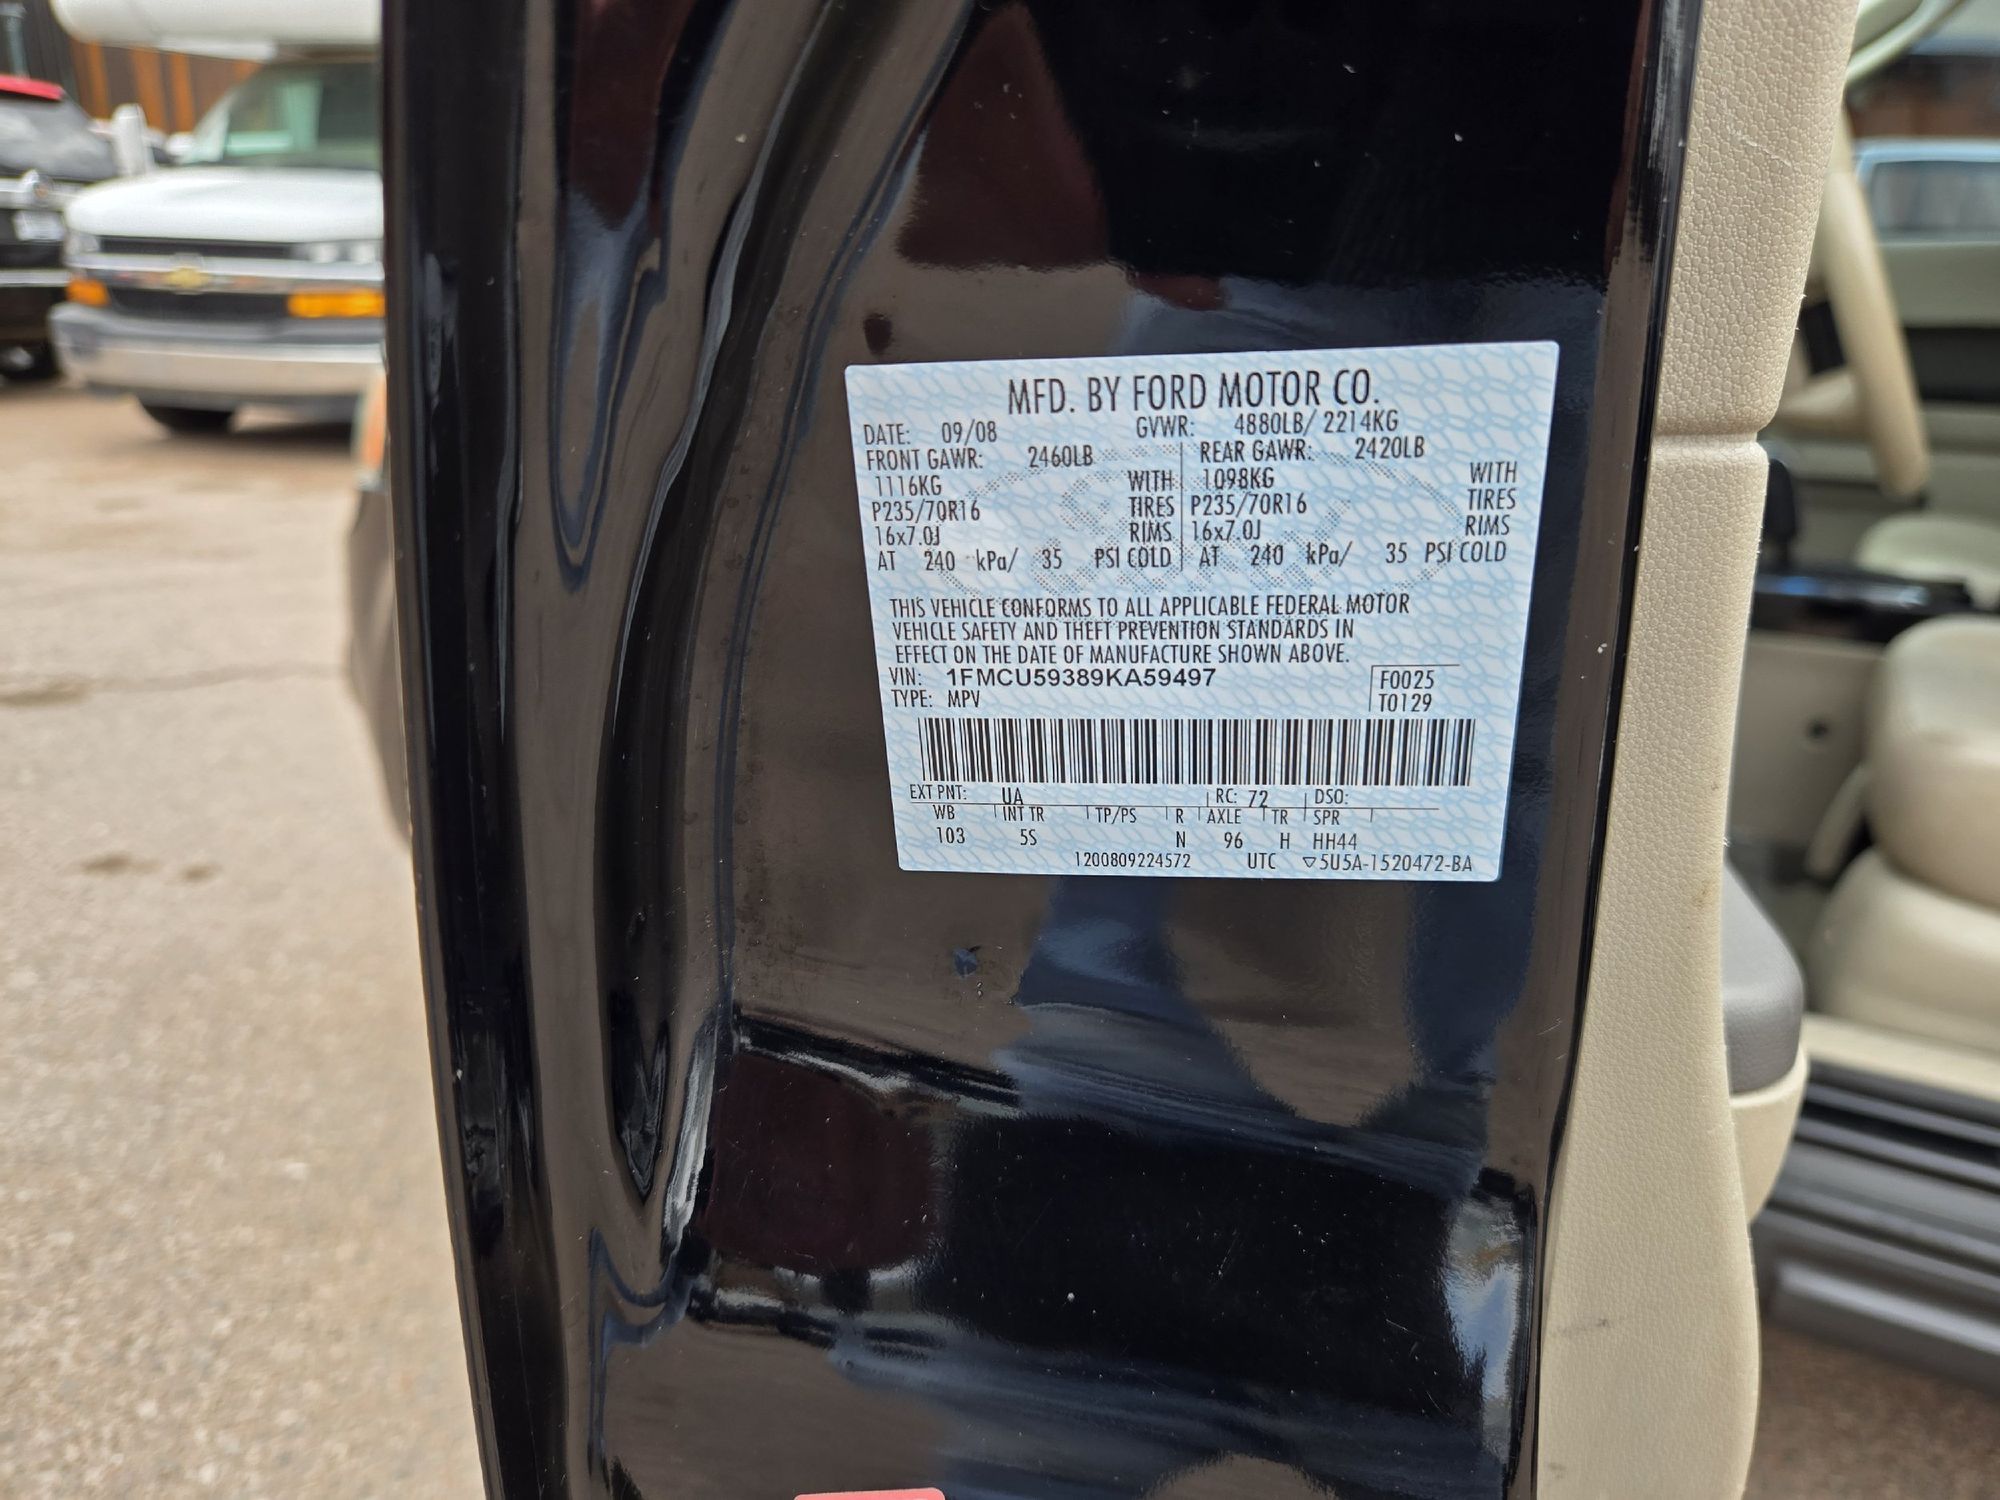 MFD. BY FORD MOTOR CO.
DATE: 09/08 GVWR: 4880LB/ 2214KG
FRONT GAWR: 2460LB REAR GAWR: 2420LB
1116KG WITH 1098KG WITH
P235/70R16 TIRES P235/70R16 TIRES
16x7.0J RIMS 16x7.0J RIMS
AT 240 kPa/ 35 PSI COLD AT 240 kPa/ 35 PSI COLD
THIS VEHICLE CONFORMS TO ALL APPLICABLE FEDERAL MOTOR
VEHICLE SAFETY AND THEFT PREVENTION STANDARDS IN
EFFECT ON THE DATE OF MANUFACTURE SHOWN ABOVE.
VIN: 1FMCU59389KA59497 F0025
TYPE: MPV T0129
EXT PNT: UA RC: 72 DSO:
WB INT TR TP/PS R AXLE TR SPR
103 5S N 96 H HH44
1200809224572 UTC ▽5U5A-1520472-BA